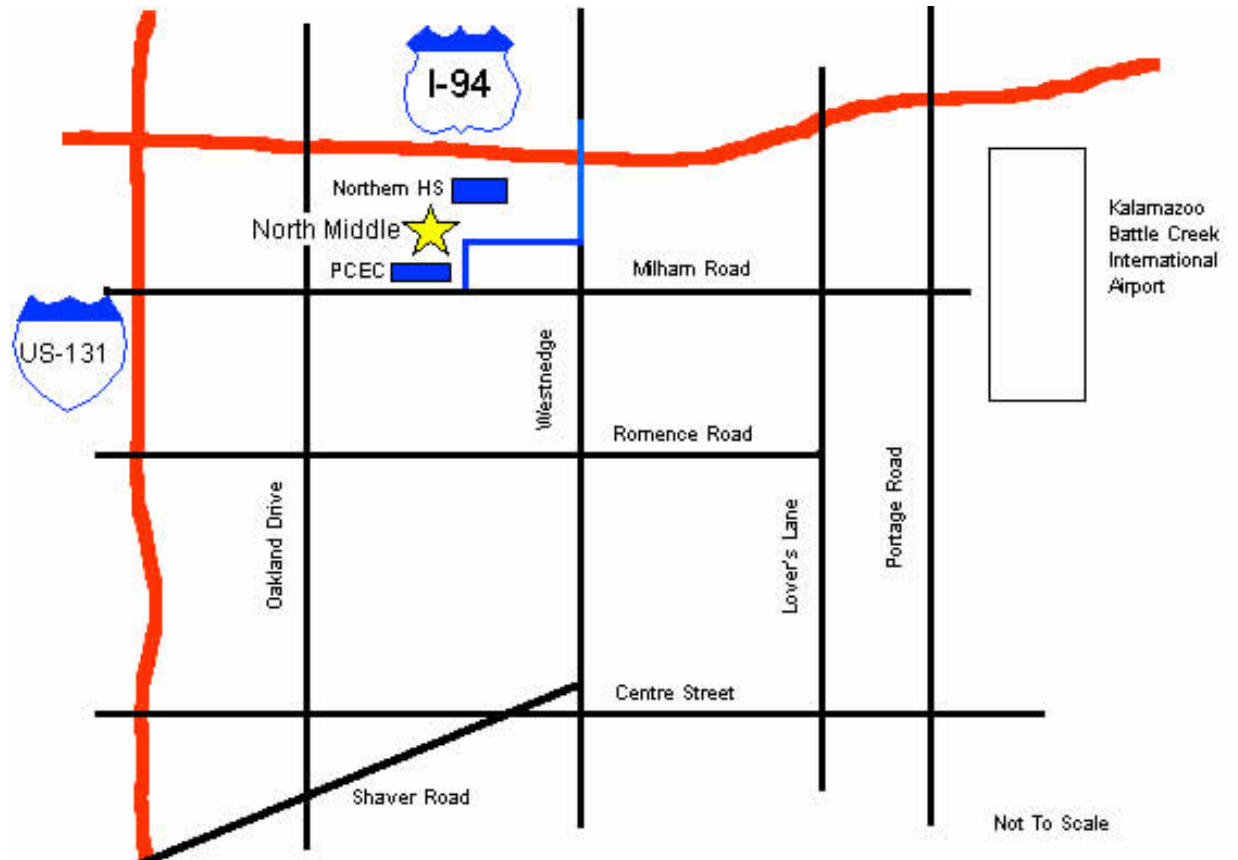 I-94
Northern HS
North Middle
PCEC
Milham Road
Kalamazoo
Battle Creek
International
Airport
US-131
Westnedge
Romence Road
Oakland Drive
Lover's Lane
Portage Road
Centre Street
Shaver Road
Not To Scale